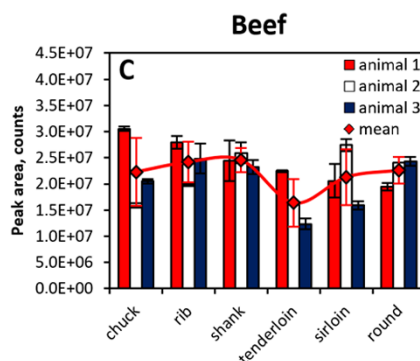 Beef
C
animal 1
animal 2
animal 3
mean
Peak area, counts
4.5E+07
4.0E+07
3.5E+07
3.0E+07
2.5E+07
2.0E+07
1.5E+07
1.0E+07
5.0E+06
0.0E+00
chuck
rib
shank
tenderloin
sirloin
round